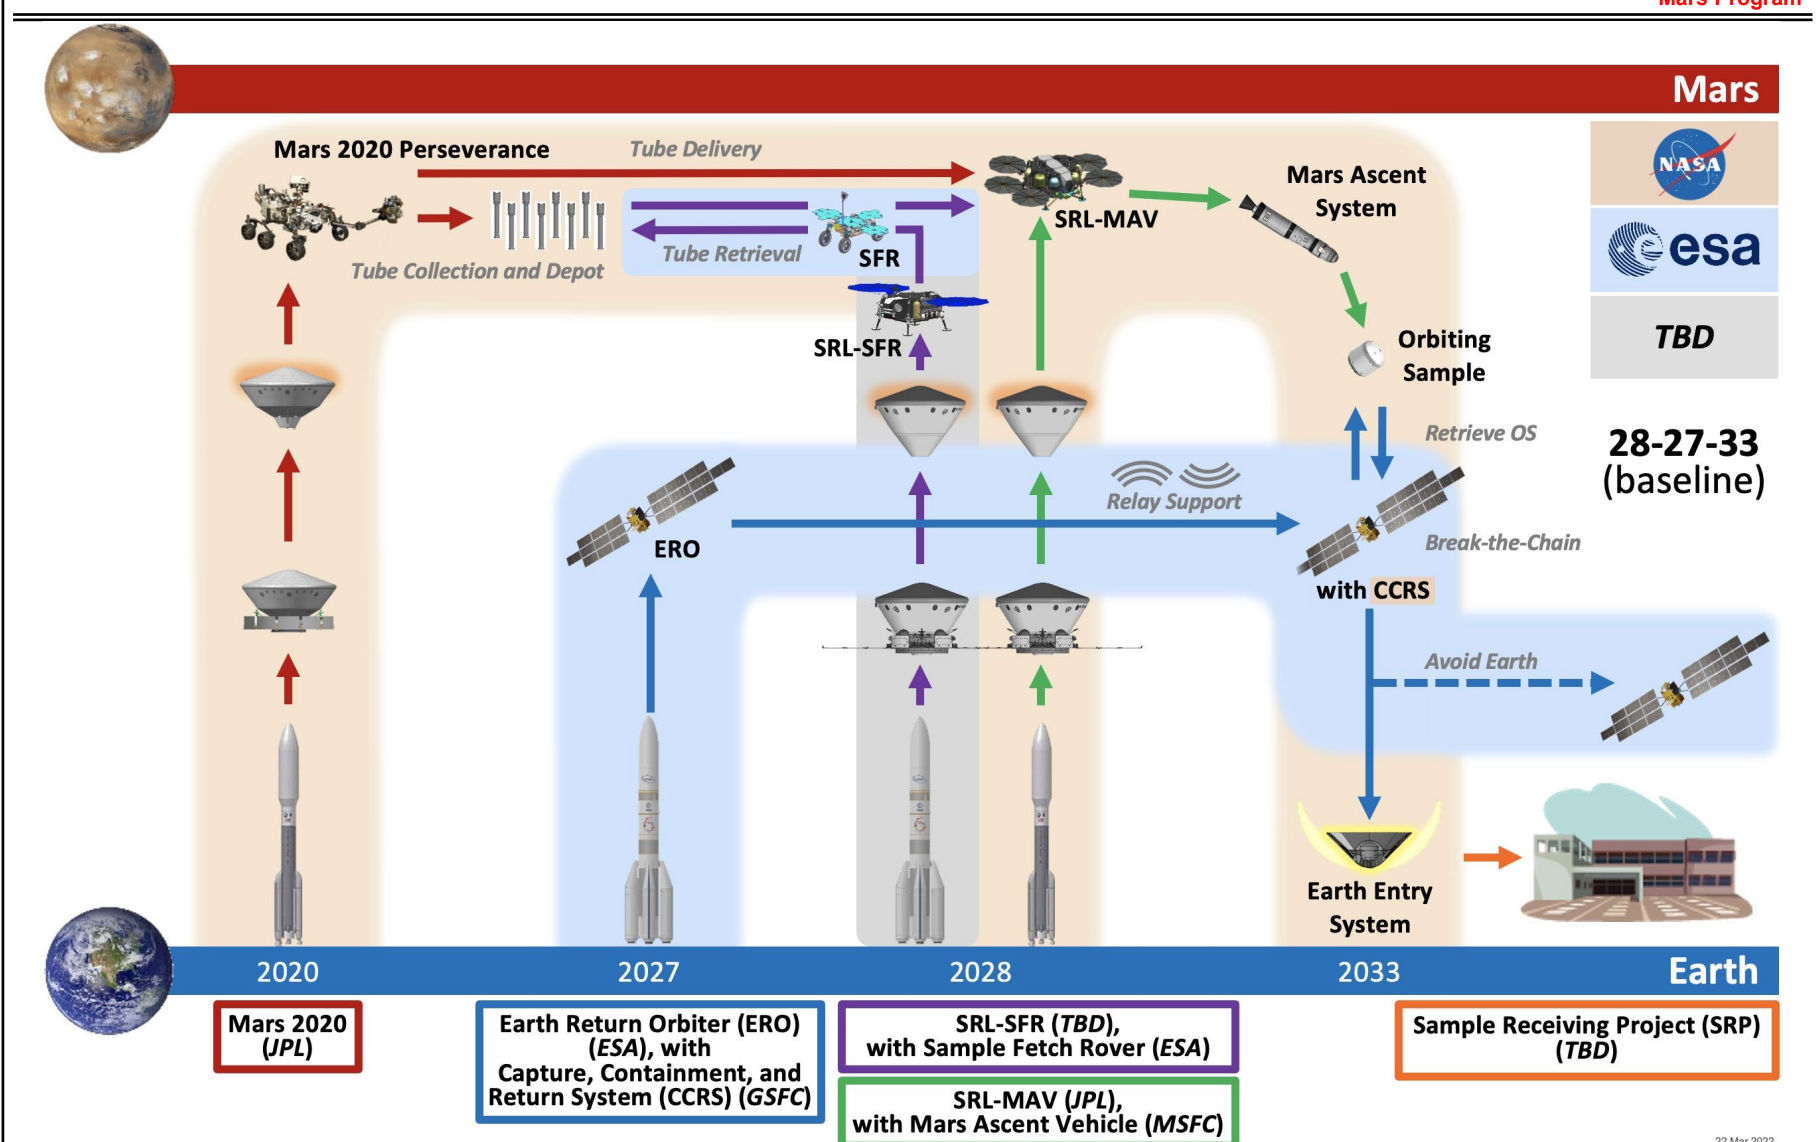 Mars Program
Mars
Mars 2020 Perseverance
Tube Delivery
Tube Collection and Depot
Tube Retrieval
SFR
SRL-SFR
SRL-MAV
Mars Ascent
System
Orbiting
Sample
Retrieve OS
Relay Support
Break-the-Chain
ERO
with CCRS
Avoid Earth
Earth Entry
System
NASA
esa
TBD
28-27-33
(baseline)
2020
2027
2028
2033
Earth
Mars 2020
(JPL)
Earth Return Orbiter (ERO)
(ESA), with
Capture, Containment, and
Return System (CCRS) (GSFC)
SRL-SFR (TBD),
with Sample Fetch Rover (ESA)
SRL-MAV (JPL),
with Mars Ascent Vehicle (MSFC)
Sample Receiving Project (SRP)
(TBD)
22 Mar 2022